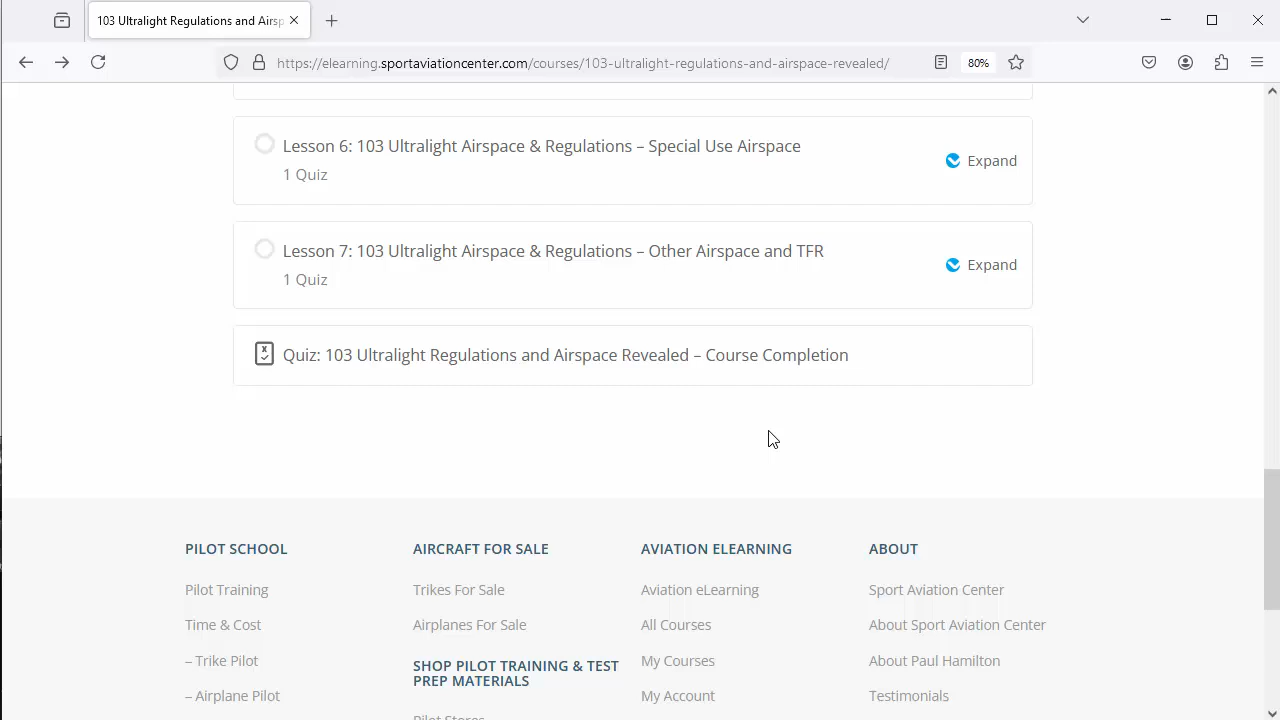 103 Ultralight Regulations and Airsp
https://elearning.sportaviationcenter.com/courses/103-ultralight-regulations-and-airspace-revealed/
80%
Lesson 6: 103 Ultralight Airspace & Regulations – Special Use Airspace
1 Quiz
Expand
Lesson 7: 103 Ultralight Airspace & Regulations – Other Airspace and TFR
1 Quiz
Expand
Quiz: 103 Ultralight Regulations and Airspace Revealed – Course Completion
PILOT SCHOOL
Pilot Training
Time & Cost
– Trike Pilot
– Airplane Pilot
AIRCRAFT FOR SALE
Trikes For Sale
Airplanes For Sale
SHOP PILOT TRAINING & TEST
PREP MATERIALS
Pilot Stores
AVIATION ELEARNING
Aviation eLearning
All Courses
My Courses
My Account
ABOUT
Sport Aviation Center
About Sport Aviation Center
About Paul Hamilton
Testimonials